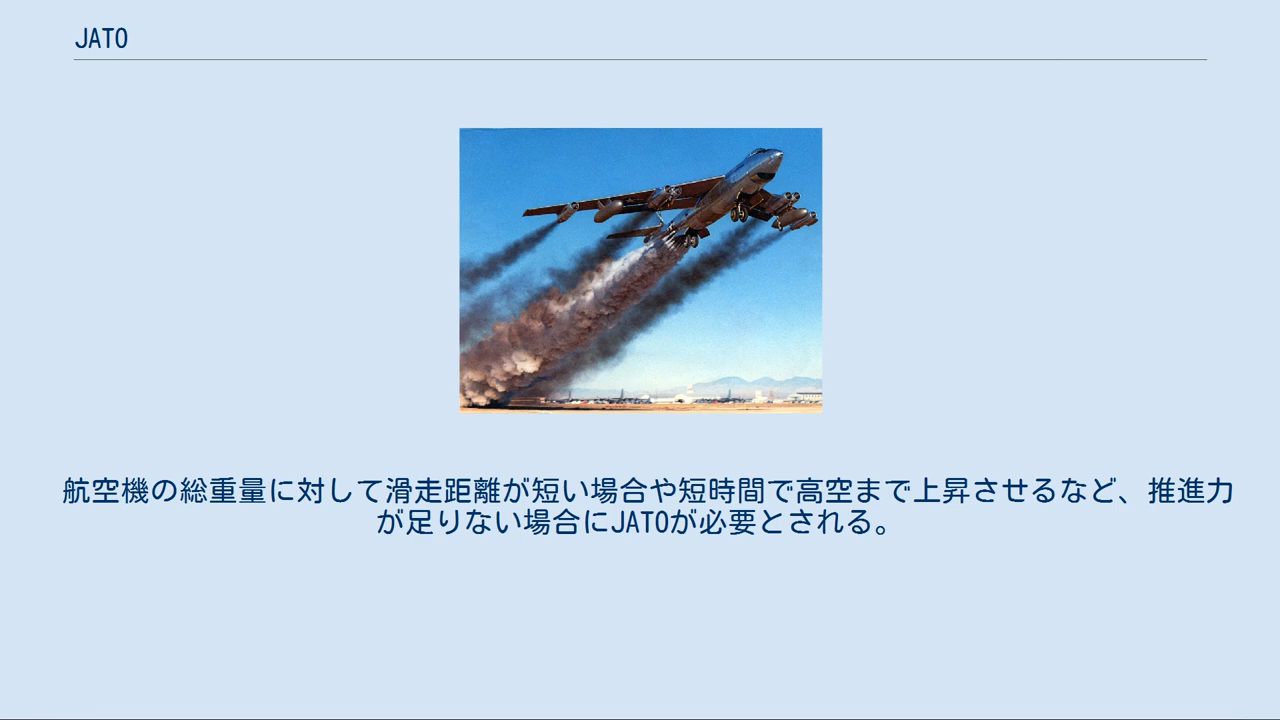 JATO
航空機の総重量に対して滑走距離が短い場合や短時間で高空まで上昇させるなど、推進力
が足りない場合にJATOが必要とされる。